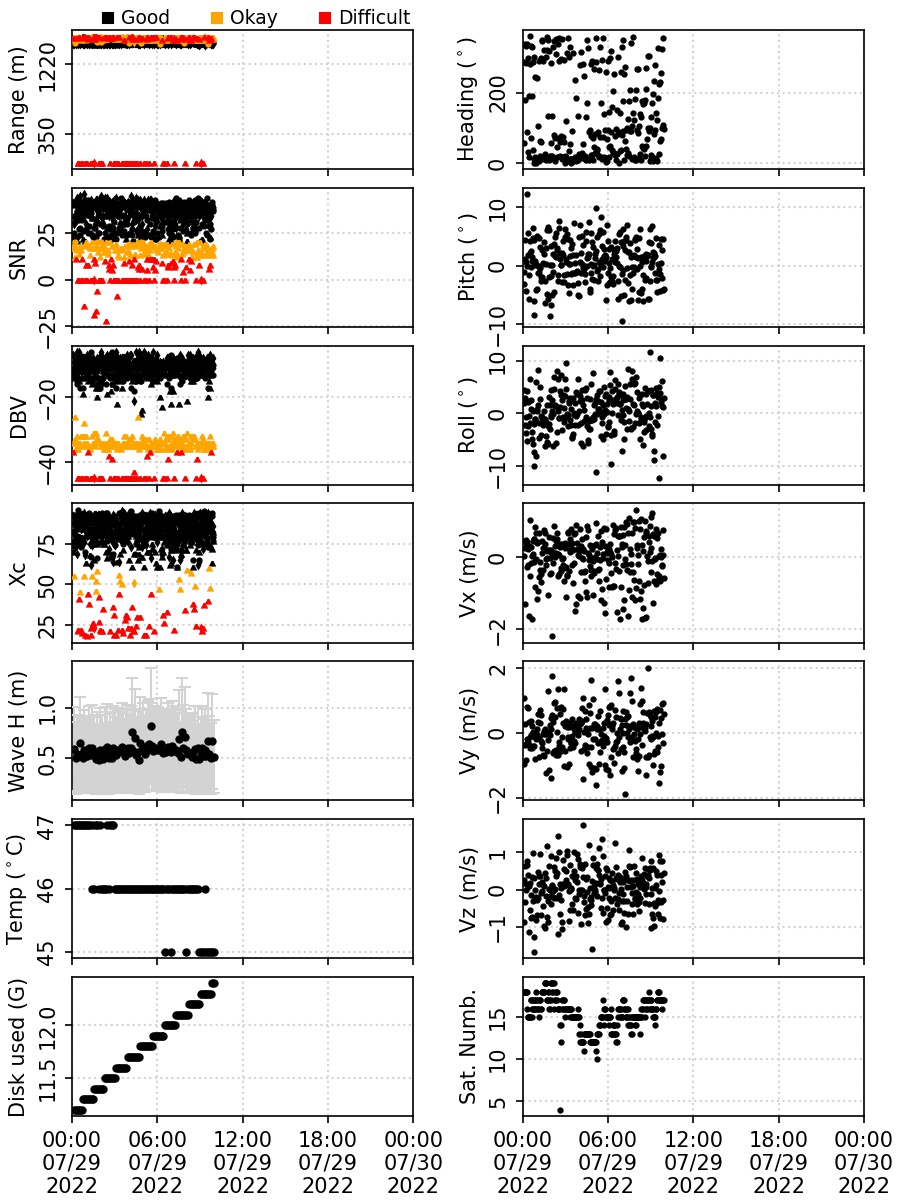 Good Okay Difficult
Range (m)
1220
350
Heading (°)
200
0
SNR
25
0
−25
Pitch (°)
10
0
−10
DBV
−20
−40
Roll (°)
10
0
−10
Xc
75
50
25
Vx (m/s)
0
−2
Wave H (m)
1.0
0.5
Vy (m/s)
2
0
−2
Temp (°C)
47
46
45
Vz (m/s)
1
0
−1
Disk used (G)
12.0
11.5
Sat. Numb.
15
10
5
00:00 06:00 12:00 18:00 00:00
07/29 07/29 07/29 07/29 07/30
2022 2022 2022 2022 2022
00:00 06:00 12:00 18:00 00:00
07/29 07/29 07/29 07/29 07/30
2022 2022 2022 2022 2022